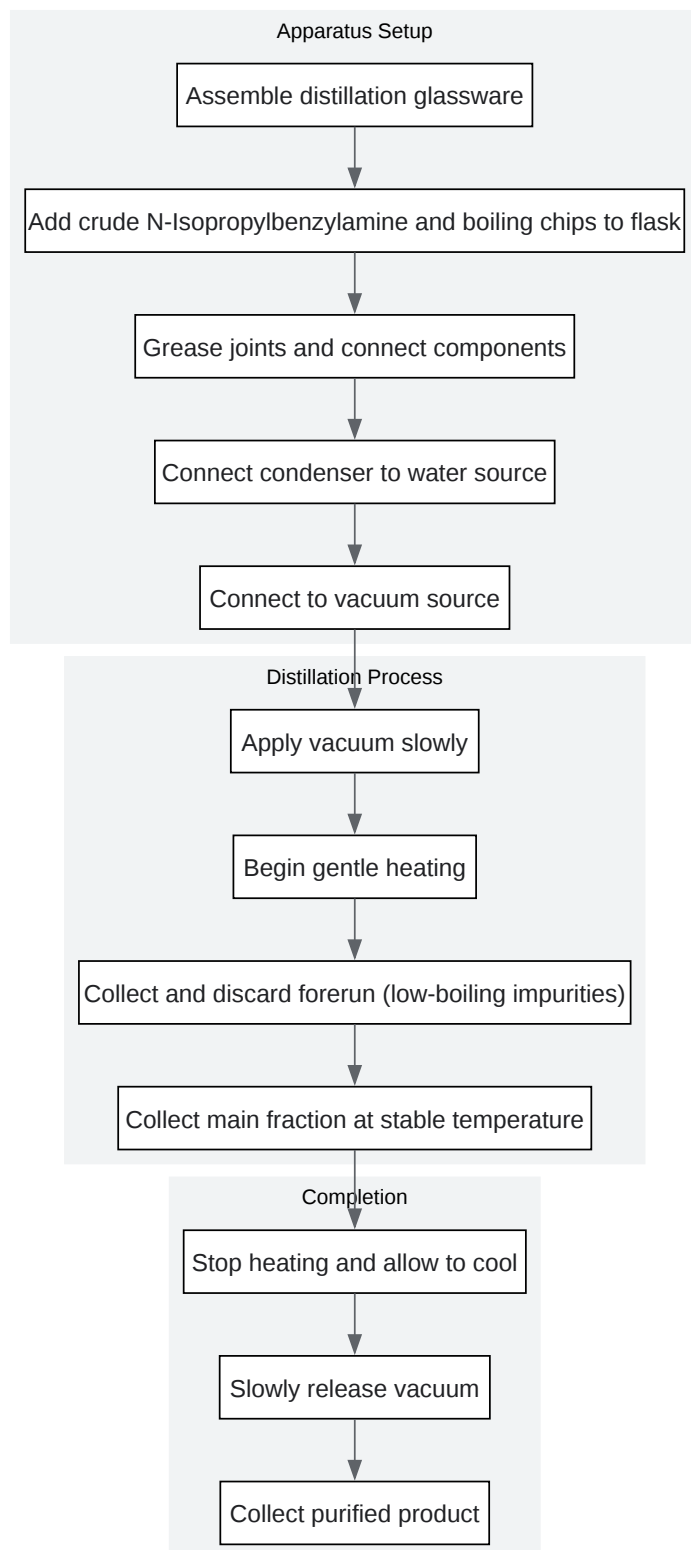 Apparatus Setup
Assemble distillation glassware
Add crude N-Isopropylbenzylamine and boiling chips to flask
Grease joints and connect components
Connect condenser to water source
Connect to vacuum source
Distillation Process
Apply vacuum slowly
Begin gentle heating
Collect and discard forerun (low-boiling impurities)
Collect main fraction at stable temperature
Completion
Stop heating and allow to cool
Slowly release vacuum
Collect purified product